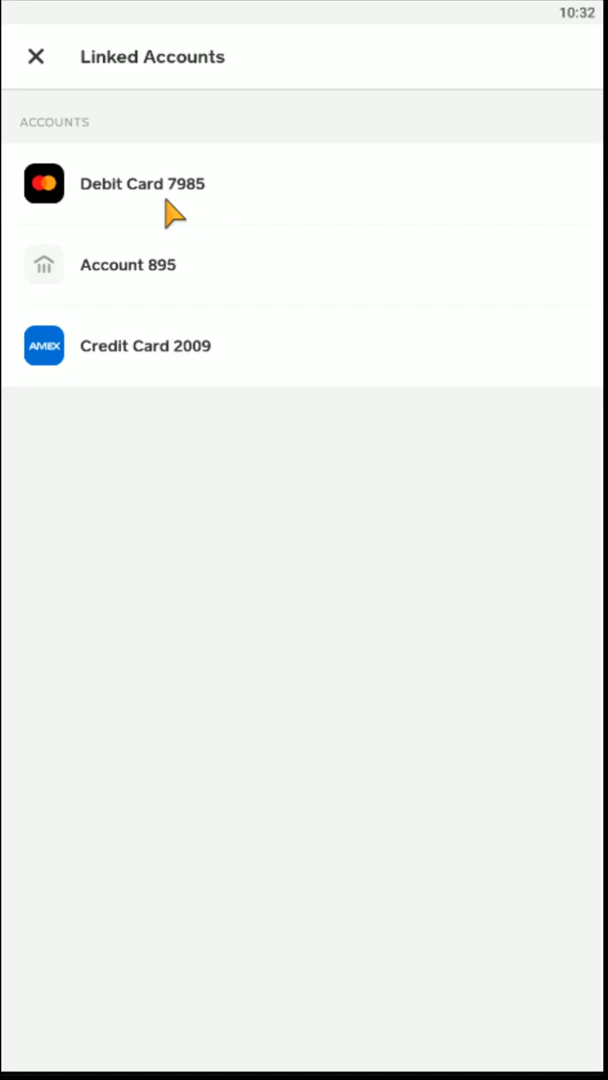 10:32
Linked Accounts
ACCOUNTS
Debit Card 7985
Account 895
AMEX
Credit Card 2009